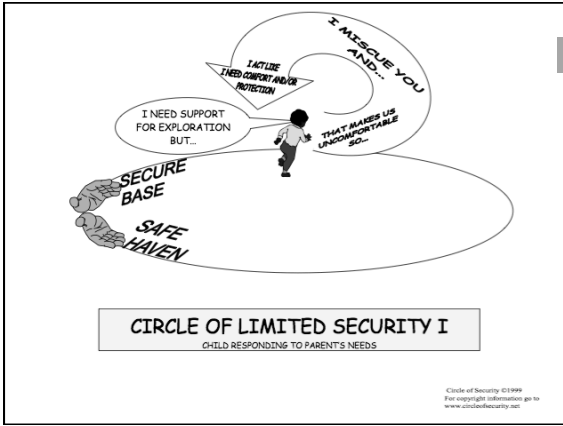 I MISCUE YOU
AND...
I ACT LIKE
I NEED COMFORT AND/OR
PROTECTION
I NEED SUPPORT
FOR EXPLORATION
BUT...
THAT MAKES US
UNCOMFORTABLE
SO...
SECURE
BASE
SAFE
HAVEN
CIRCLE OF LIMITED SECURITY I
CHILD RESPONDING TO PARENT'S NEEDS
Circle of Security ©1999
For copyright information go to
www.circleofsecurity.net